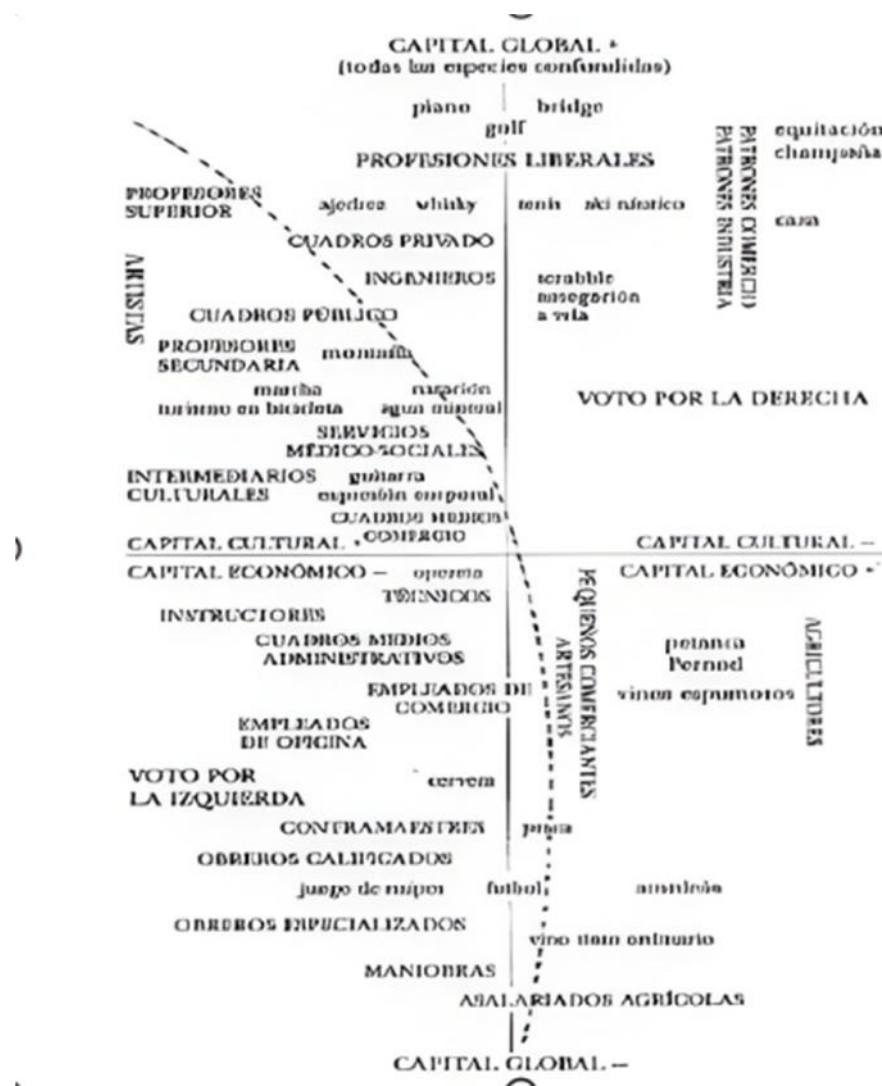 CAPITAL GLOBAL +
(todas las especies confundidas)
piano bridge
golf
PROFESIONES LIBERALES
PATRONES COMERCIO
PATRONES INDUSTRIA
equitación
champaña
PROFESORES
SUPERIOR
ajedrez whisky tenis ski náutico
caza
CUADROS PRIVADO
ARTISTAS
INGENIEROS
scrabble
navegación
a vela
CUADROS PÚBLICO
PROFESORES
SECUNDARIA
montaña
marcha natación
turismo en bicicleta agua mineral
VOTO POR LA DERECHA
SERVICIOS
MÉDICO-SOCIALES
INTERMEDIARIOS
CULTURALES
guitarra
expresión corporal
CUADROS MEDIOS
COMERCIO
CAPITAL CULTURAL + CAPITAL CULTURAL –
CAPITAL ECONÓMICO – opereta CAPITAL ECONÓMICO +
TÉCNICOS
INSTRUCTORES
PEQUEÑOS COMERCIANTES
ARTESANOS
CUADROS MEDIOS
ADMINISTRATIVOS
petanca
Pernod
vinos espumosos
AGRICULTORES
EMPLEADOS DE
COMERCIO
EMPLEADOS
DE OFICINA
VOTO POR
LA IZQUIERDA
cerveza
CONTRAMAESTRES pesca
OBREROS CALIFICADOS
juego de naipes futbol acordeón
OBREROS ESPECIALIZADOS
vino tinto ordinario
MANIOBRAS
ASALARIADOS AGRÍCOLAS
CAPITAL GLOBAL –